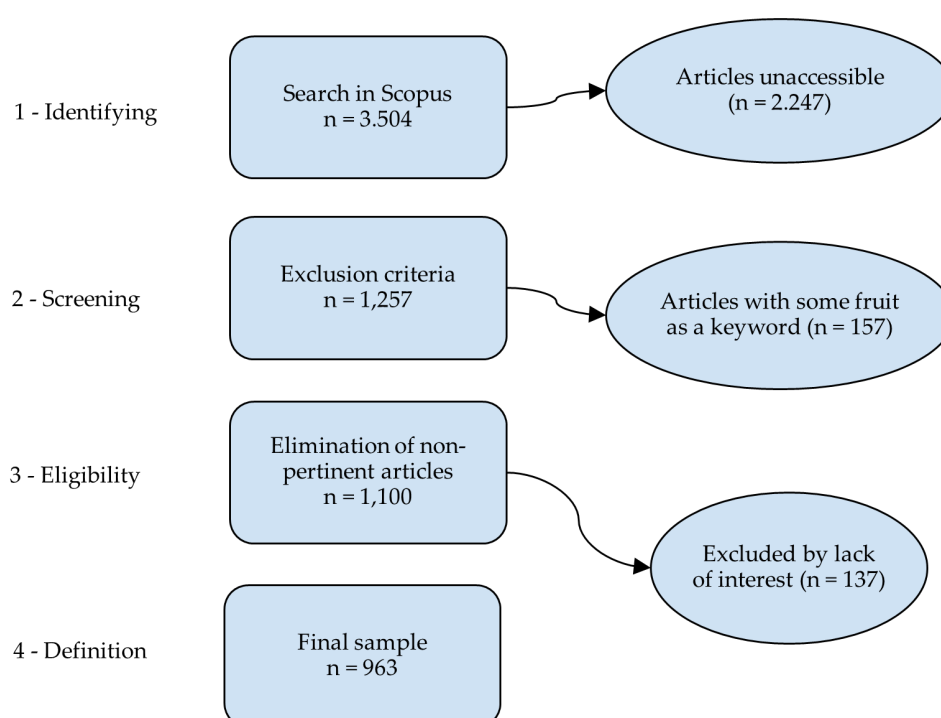 1 - Identifying
Search in Scopus
n = 3.504
Articles unaccessible
(n = 2.247)
2 - Screening
Exclusion criteria
n = 1,257
Articles with some fruit
as a keyword (n = 157)
3 - Eligibility
Elimination of non-
pertinent articles
n = 1,100
Excluded by lack
of interest (n = 137)
4 - Definition
Final sample
n = 963